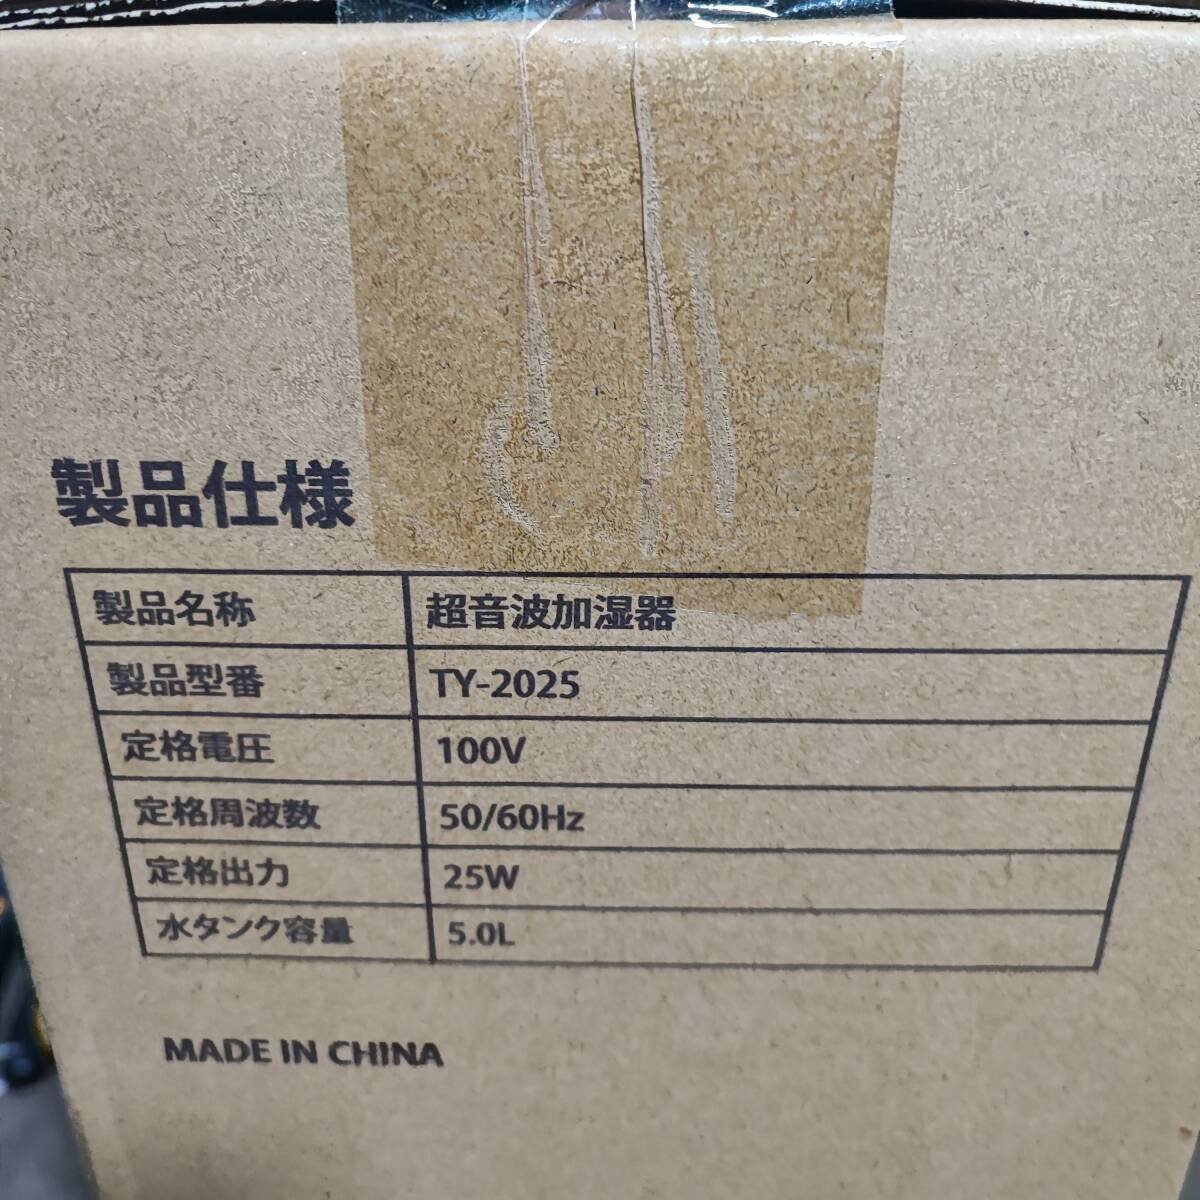 製品仕様
製品名称 超音波加湿器
製品型番 TY-2025
定格電圧 100V
定格周波数 50/60Hz
定格出力 25W
水タンク容量 5.0L
MADE IN CHINA